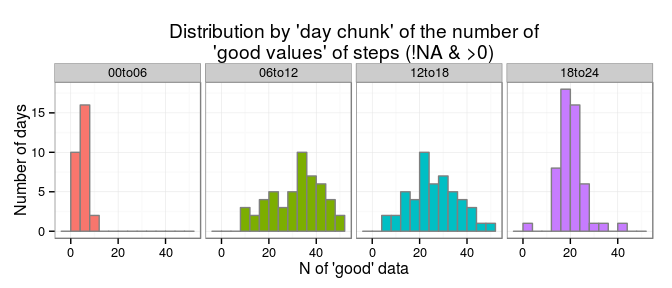 Distribution by 'day chunk' of the number of
'good values' of steps (!NA & >0)
00to06 06to12 12to18 18to24
Number of days
15
10
5
0
0 20 40 0 20 40 0 20 40 0 20 40
N of 'good' data